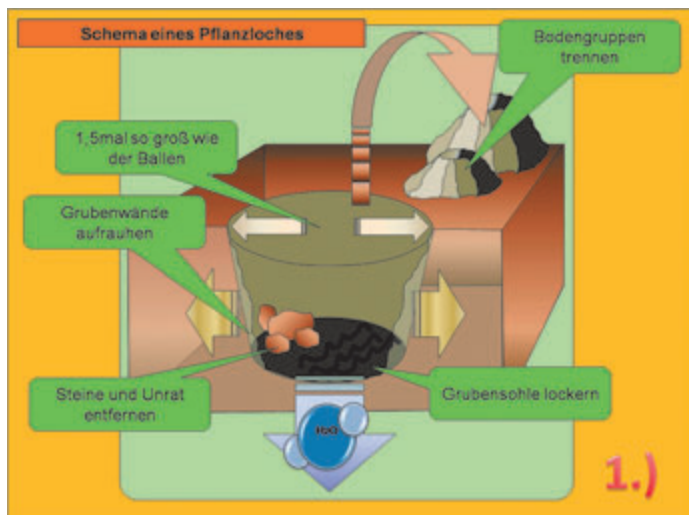 Schema eines Pflanzloches
Bodengruppen
trennen
1,5mal so groß wie
der Ballen
Grubenwände
aufrauhen
Steine und Unrat
entfernen
Grubensohle lockern
H2O
1.)